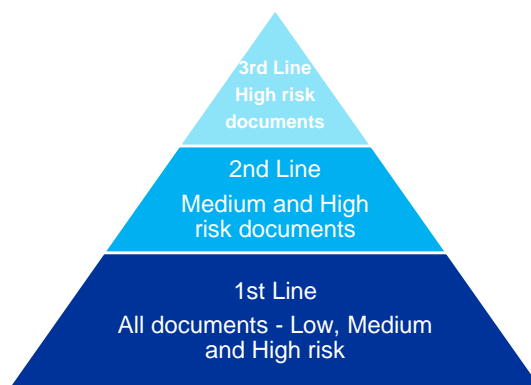 3rd Line
High risk
documents
2nd Line
Medium and High
risk documents
1st Line
All documents - Low, Medium
and High risk